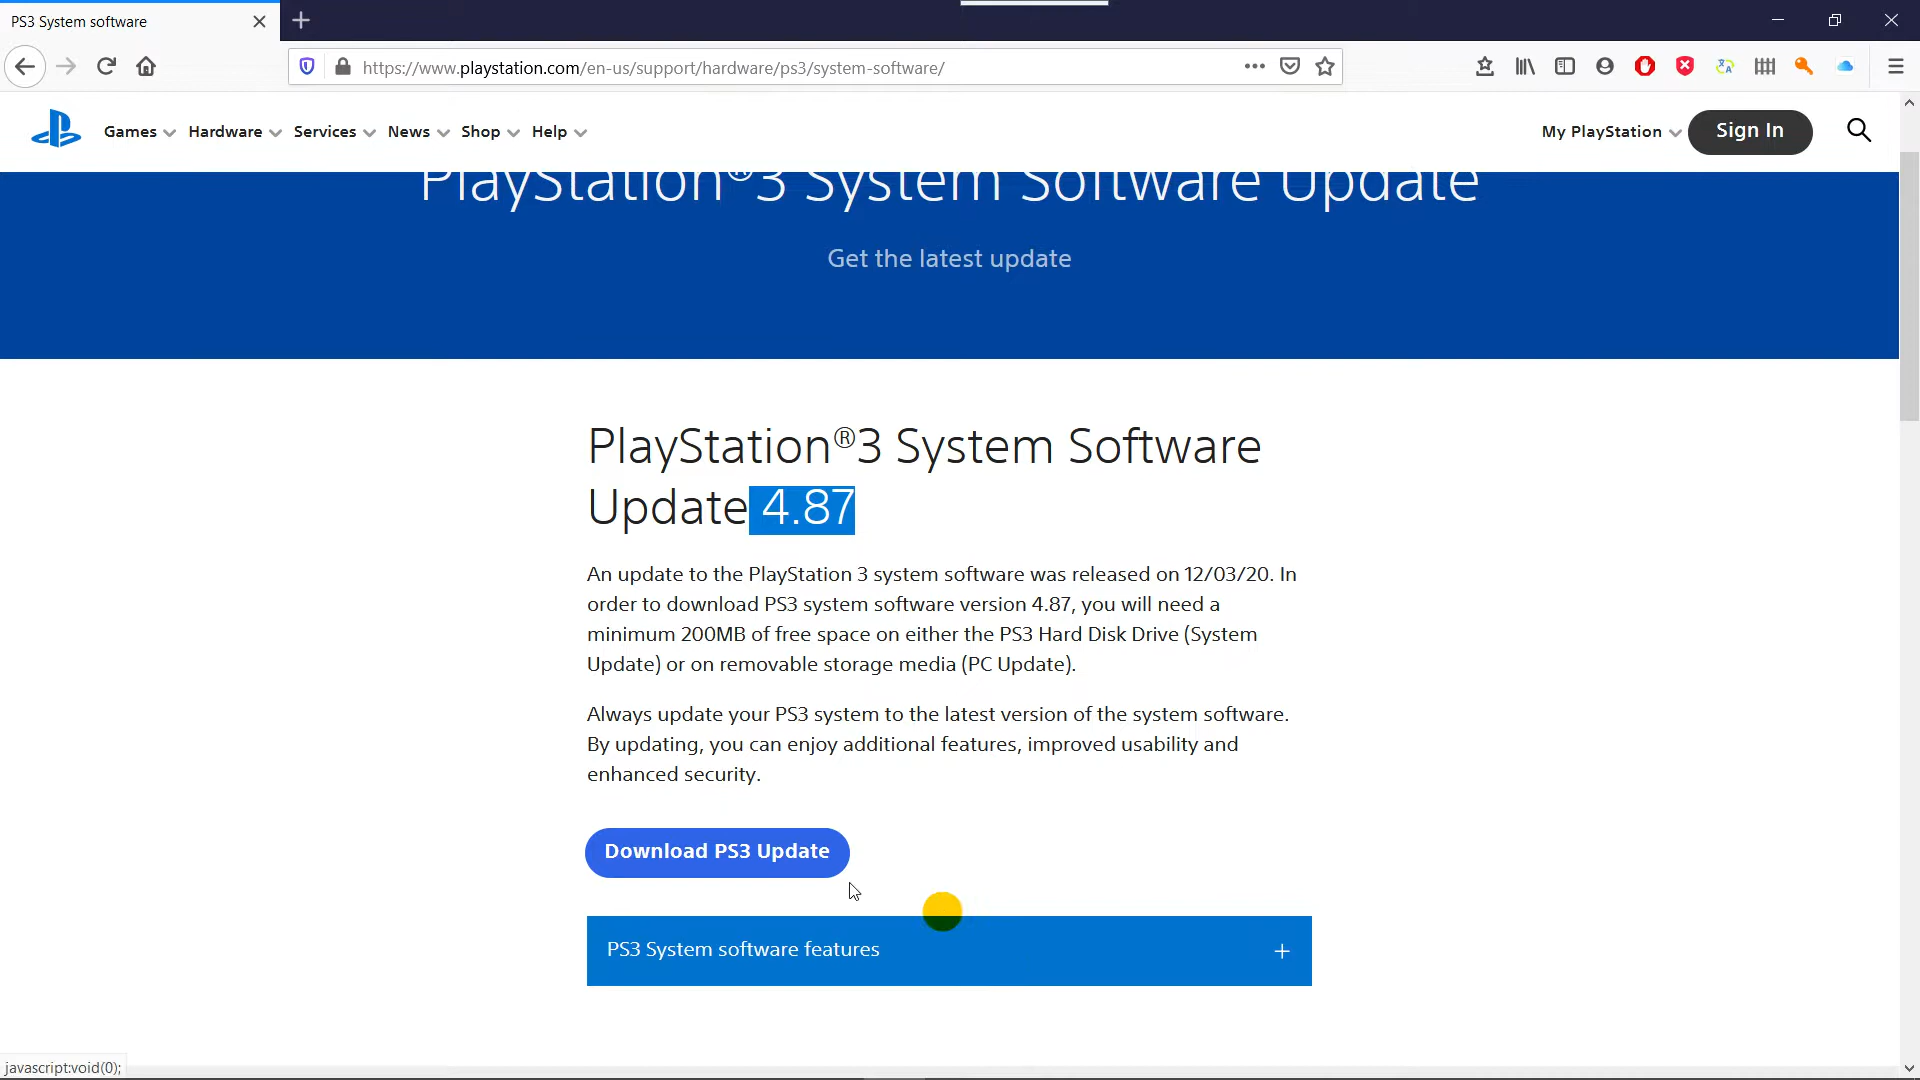 PS3 System software
https://www.playstation.com/en-us/support/hardware/ps3/system-software/
Games Hardware Services News Shop Help My PlayStation Sign In
PlayStation®3 System Software Update
Get the latest update
PlayStation®3 System Software
Update 4.87
An update to the PlayStation 3 system software was released on 12/03/20. In
order to download PS3 system software version 4.87, you will need a
minimum 200MB of free space on either the PS3 Hard Disk Drive (System
Update) or on removable storage media (PC Update).
Always update your PS3 system to the latest version of the system software.
By updating, you can enjoy additional features, improved usability and
enhanced security.
Download PS3 Update
PS3 System software features
javascript:void(0);